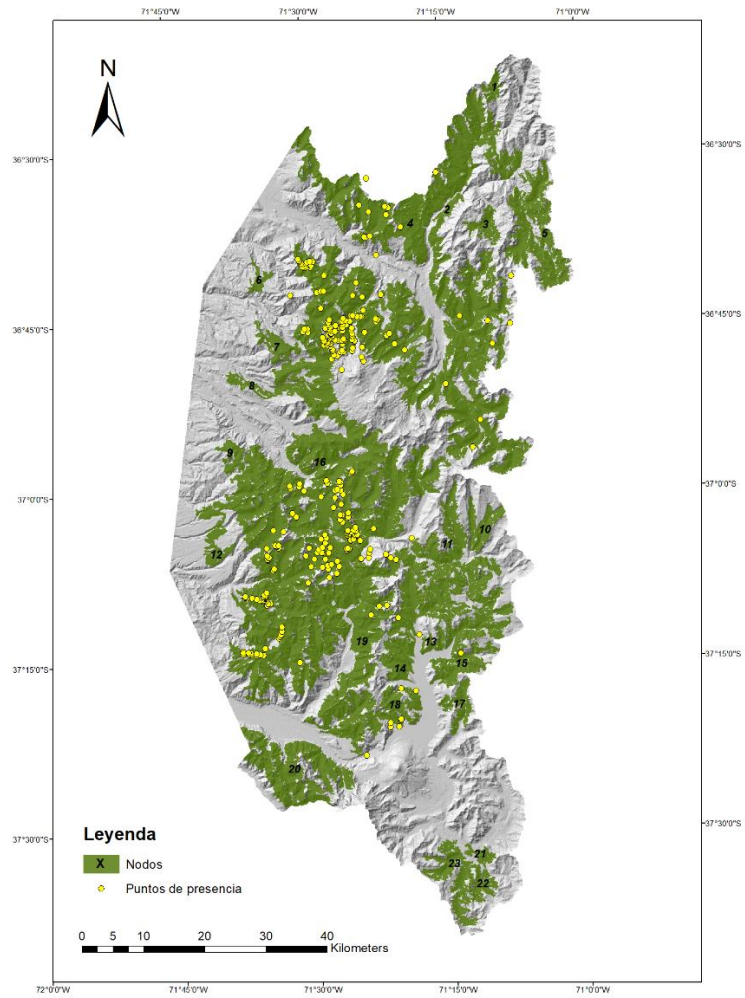 71°45'0"W 71°30'0"W 71°15'0"W 71°0'0"W
N
1
36°30'0"S 36°30'0"S
2
4 3
5
6
36°45'0"S 36°45'0"S
7
8
9
16
37°0'0"S 37°0'0"S
10
11
12
19 13
37°15'0"S 37°15'0"S
14 15
18 17
20
Leyenda
37°30'0"S 37°30'0"S
X Nodos
21
23
22
Puntos de presencia
0 5 10 20 30 40
Kilometers
72°0'0"W 71°45'0"W 71°30'0"W 71°15'0"W 71°0'0"W